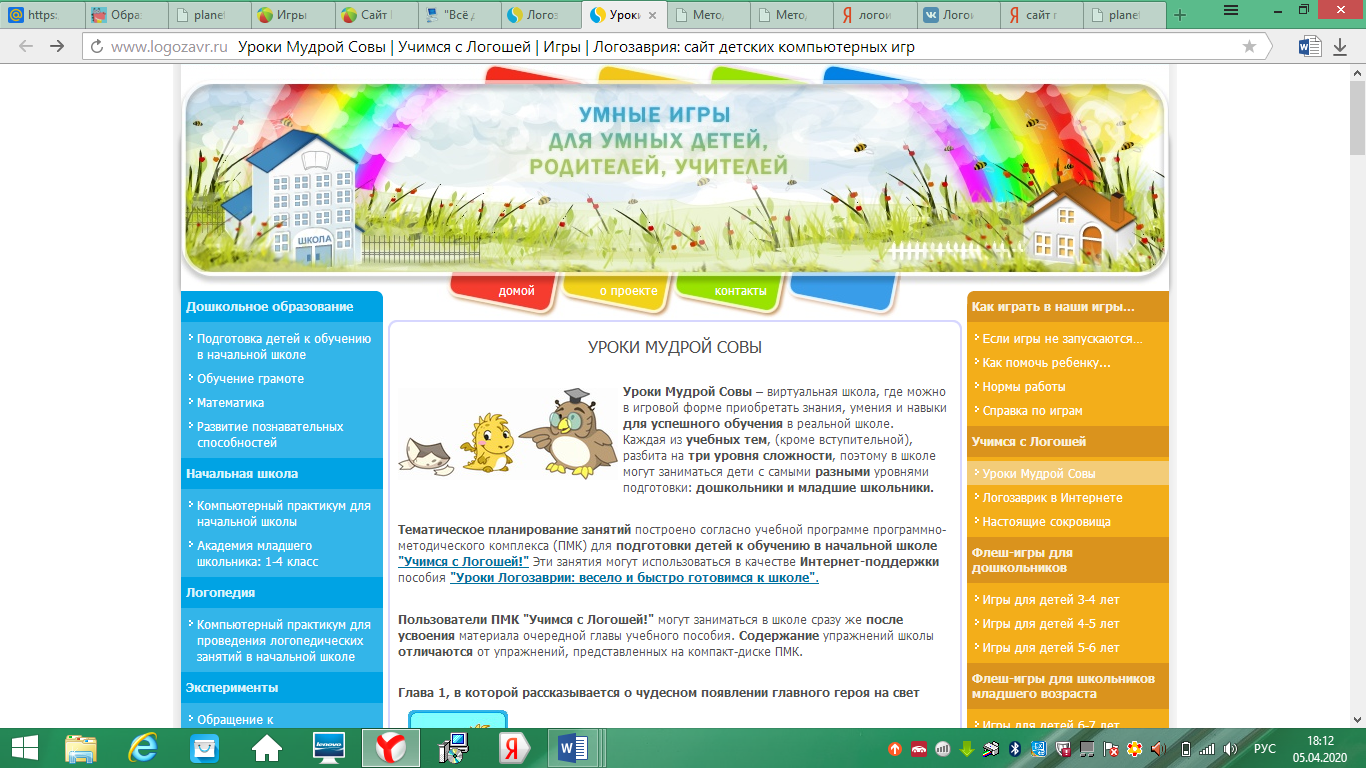 https:
Обра
planet
Игры
Сайт
"Всё
Логоз
Уроки
Мето
Мето
логои
Логои
сайт
planet
www.logozavr.ru Уроки Мудрой Совы | Учимся с Логошей | Игры | Логозаврия: сайт детских компьютерных игр
УМНЫЕ ИГРЫ
ДЛЯ УМНЫХ ДЕТЕЙ,
РОДИТЕЛЕЙ, УЧИТЕЛЕЙ
ШКОЛА
домой
о проекте
контакты
Дошкольное образование
Подготовка детей к обучению
в начальной школе
Обучение грамоте
Математика
Развитие познавательных
способностей
Начальная школа
Компьютерный практикум для
начальной школы
Академия младшего
школьника: 1-4 класс
Логопедия
Компьютерный практикум для
проведения логопедических
занятий в начальной школе
Эксперименты
Обращение к
УРОКИ МУДРОЙ СОВЫ
Уроки Мудрой Совы – виртуальная школа, где можно
в игровой форме приобретать знания, умения и навыки
для успешного обучения в реальной школе.
Каждая из учебных тем, (кроме вступительной),
разбита на три уровня сложности, поэтому в школе
могут заниматься дети с самыми разными уровнями
подготовки: дошкольники и младшие школьники.
Тематическое планирование занятий построено согласно учебной программе программно-
методического комплекса (ПМК) для подготовки детей к обучению в начальной школе
"Учимся с Логошей!" Эти занятия могут использоваться в качестве Интернет-поддержки
пособия "Уроки Логозаврии: весело и быстро готовимся к школе".
Пользователи ПМК "Учимся с Логошей!" могут заниматься в школе сразу же после
усвоения материала очередной главы учебного пособия. Содержание упражнений школы
отличаются от упражнений, представленных на компакт-диске ПМК.
Глава 1, в которой рассказывается о чудесном появлении главного героя на свет
Как играть в наши игры...
Если игры не запускаются...
Как помочь ребенку...
Нормы работы
Справка по играм
Учимся с Логошей
Уроки Мудрой Совы
Логозаврик в Интернете
Настоящие сокровища
Флеш-игры для
дошкольников
Игры для детей 3-4 лет
Игры для детей 4-5 лет
Игры для детей 5-6 лет
Флеш-игры для школьников
младшего возраста
Игры для детей 6-7 лет
lenovo
РУС
18:12
05.04.2020